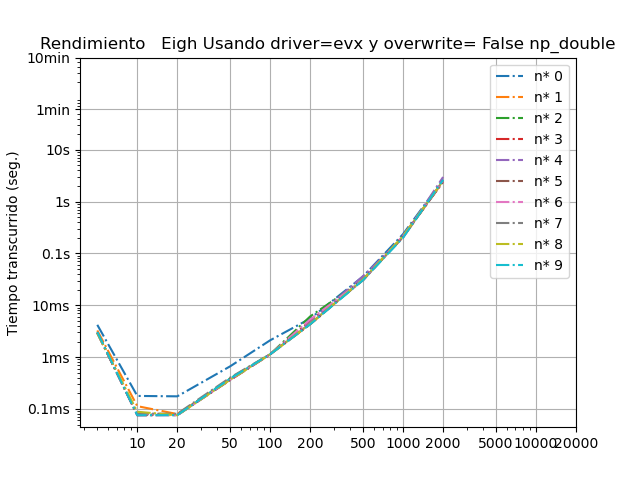 Rendimiento   Eigh Usando driver=evx y overwrite= False np_double
10min
1min
10s
1s
0.1s
10ms
1ms
0.1ms
Tiempo transcurrido (seg.)
n* 0
n* 1
n* 2
n* 3
n* 4
n* 5
n* 6
n* 7
n* 8
n* 9
10 20 50 100 200 500 1000 2000 5000 10000 20000